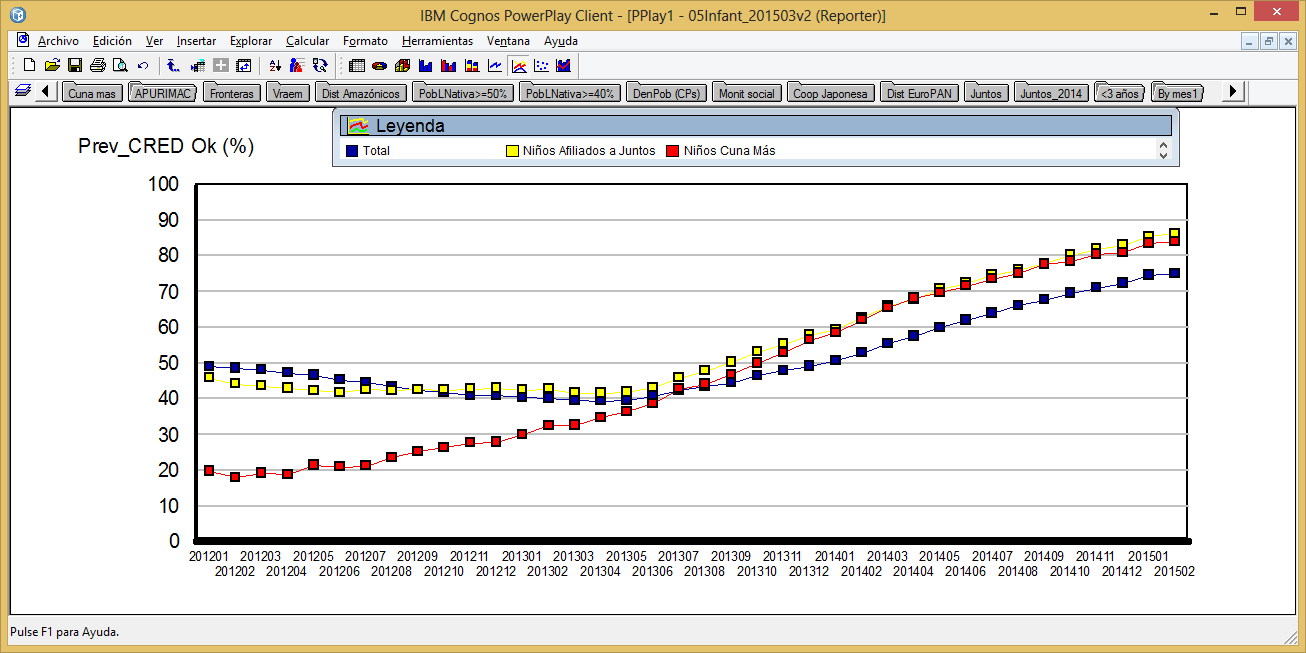 IBM Cognos PowerPlay Client - [PPlay1 - 05Infant_201503v2 (Reporter)]
Archivo Edición Ver Insertar Explorar Calcular Formato Herramientas Ventana Ayuda
Cuna mas APURIMAC Fronteras Vraem Dist Amazónicos PobLNativa>=50% PobLNativa>=40% DenPob (CPs) Monit social Coop Japonesa Dist EuroPAN Juntos Juntos_2014 <3 años By mes1
Leyenda
Prev_CRED Ok (%)
Total Niños Afiliados a Juntos Niños Cuna Más
100
90
80
70
60
50
40
30
20
10
0
201201 201203 201205 201207 201209 201211 201301 201303 201305 201307 201309 201311 201401 201403 201405 201407 201409 201411 201501
201202 201204 201206 201208 201210 201212 201302 201304 201306 201308 201310 201312 201402 201404 201406 201408 201410 201412 201502
Pulse F1 para Ayuda.